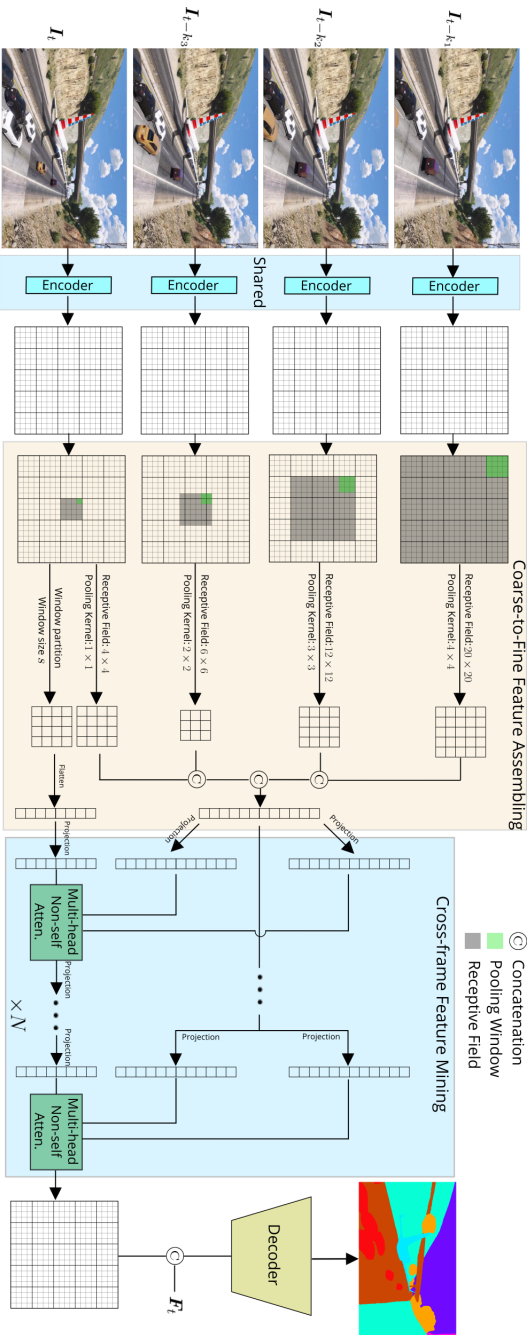 I_{t-k_1}
Encoder
Receptive Field: 20 × 20
Pooling Kernel: 4 × 4
I_{t-k_2}
Encoder
Receptive Field: 12 × 12
Pooling Kernel: 3 × 3
C
I_{t-k_3}
Encoder
Receptive Field: 6 × 6
Pooling Kernel: 2 × 2
C
C
I_t
Encoder
Shared
Receptive Field: 4 × 4
Pooling Kernel: 1 × 1
Window partition
Window size s
Flatten
Coarse-to-Fine Feature Assembling
Projection
Projection
Projection
Multi-head
Non-self
Atten.
Projection
Projection
Projection
Projection
Multi-head
Non-self
Atten.
× N
Cross-frame Feature Mining
C Concatenation
Pooling Window
Receptive Field
C
F_t
Decoder